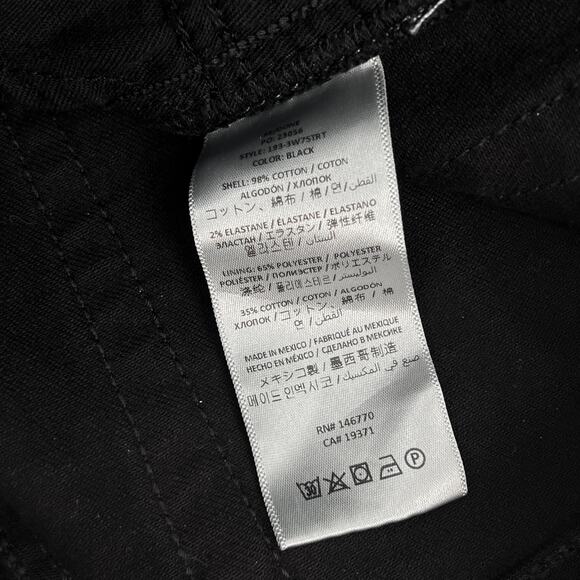 PO: 23056
STYLE: 193-3W7STRT
COLOR: BLACK
SHELL: 98% COTTON / COTON
ALGODÓN / ХЛОПОК
コットン、綿布 / 棉 / 면 / القطن
2% ELASTANE / ÉLASTANE / ELASTANO
ЭЛАСТАН / エラスタン / 弹性纤维
엘라스테 / السنان
LINING: 65% POLYESTER / POLYESTER
POLIÉSTER / ПОЛИЭСТЕР / ポリエステル
涤纶 / 폴리에스테르 / البوليستر
35% COTTON / COTON / ALGODÓN
ХЛОПОК / コットン、綿布 / 棉
면 / القطن
MADE IN MEXICO / FABRIQUÉ AU MEXIQUE
HECHO EN MÉXICO / СДЕЛАНО В МЕКСИКЕ
メキシコ製 / 墨西哥制造
메이드인멕시코 / صنع في المكسيك
RN# 146770
CA# 19371
30 P